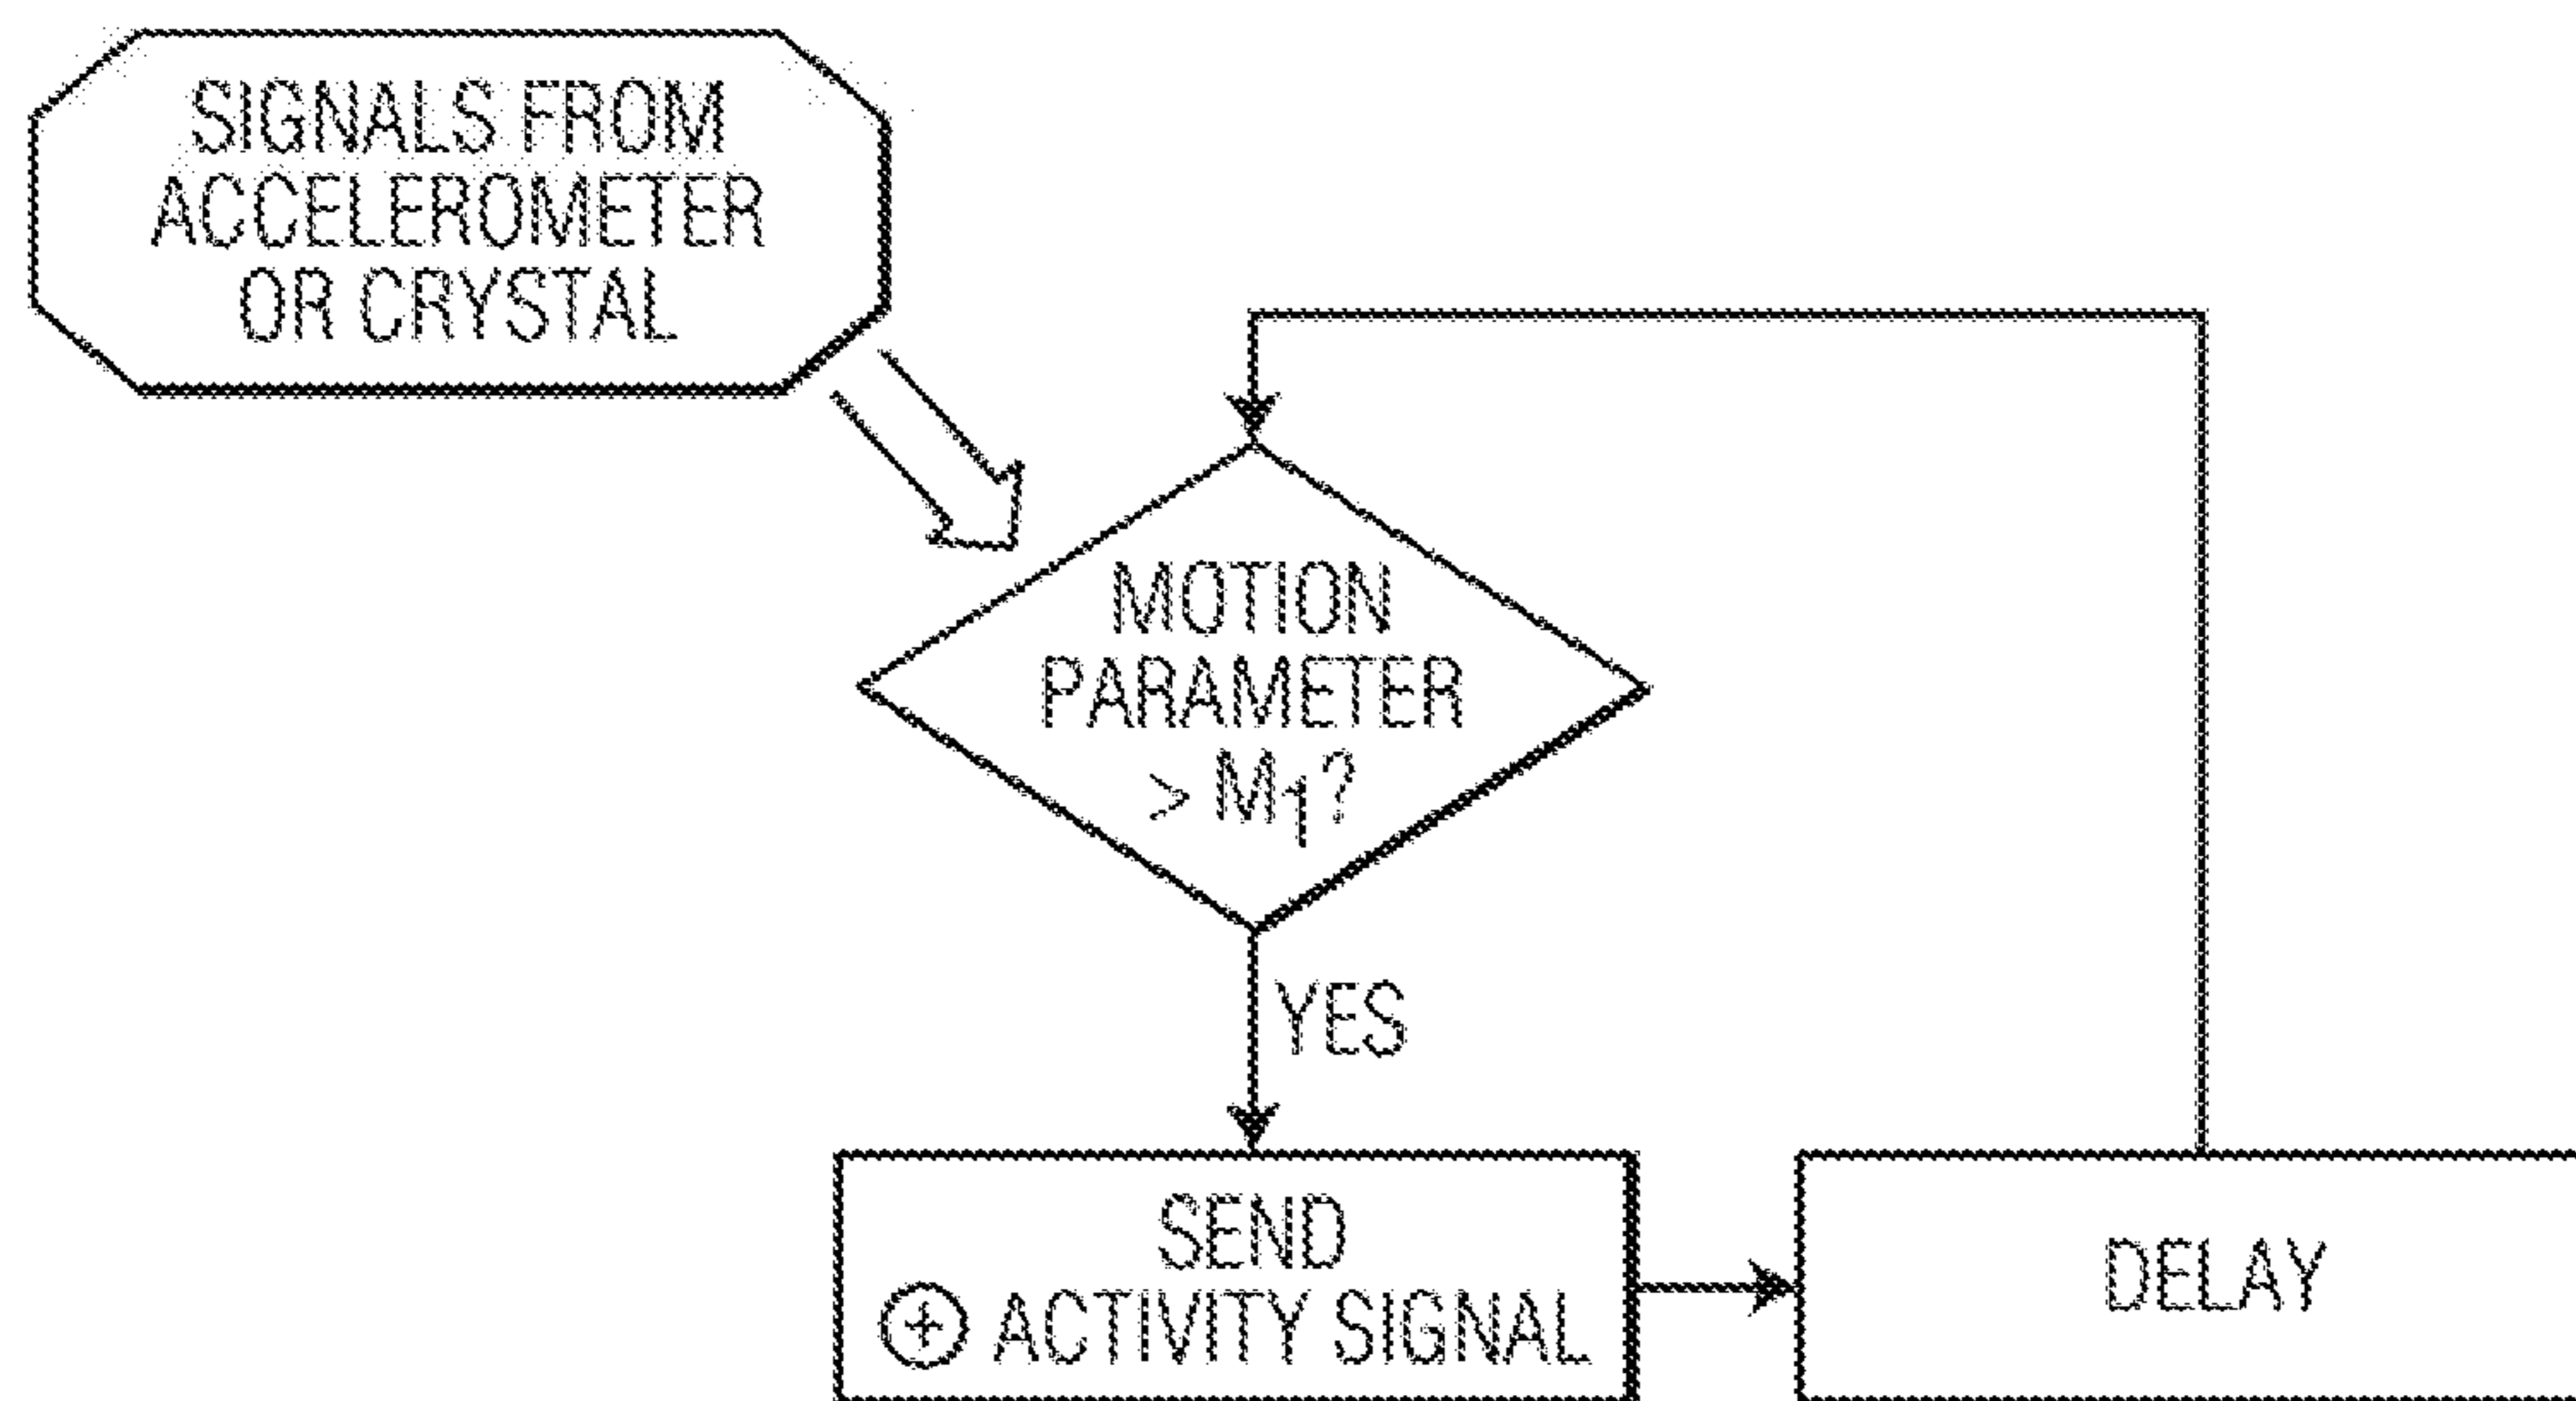 SIGNALS FROM
ACCELEROMETER
OR CRYSTAL
MOTION
PARAMETER
> M₁?
YES
SEND
⊕ ACTIVITY SIGNAL
DELAY